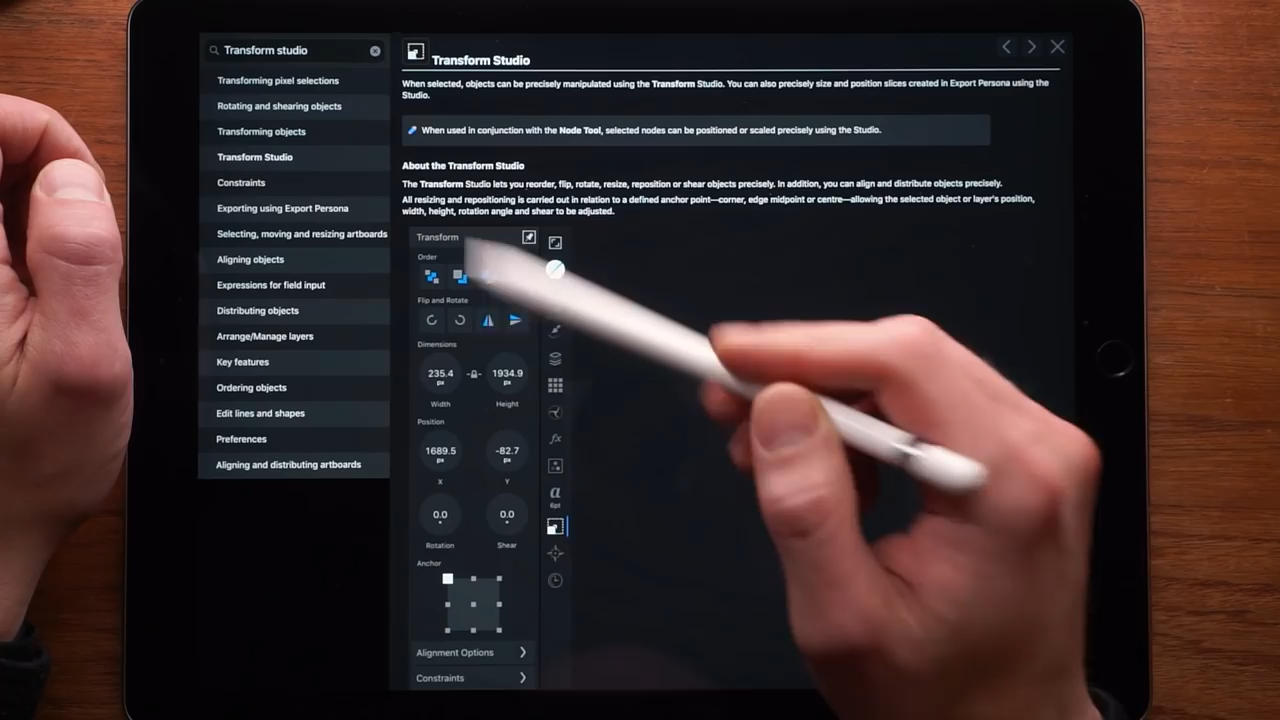 Transform studio
Transforming pixel selections
Rotating and shearing objects
Transforming objects
Transform Studio
Constraints
Exporting using Export Persona
Selecting, moving and resizing artboards
Aligning objects
Expressions for field input
Distributing objects
Arrange/Manage layers
Key features
Ordering objects
Edit lines and shapes
Preferences
Aligning and distributing artboards
Transform Studio
When selected, objects can be precisely manipulated using the Transform Studio. You can also precisely size and position slices created in Export Persona using the
Studio.
When used in conjunction with the Node Tool, selected nodes can be positioned or scaled precisely using the Studio.
About the Transform Studio
The Transform Studio lets you reorder, flip, rotate, resize, reposition or shear objects precisely. In addition, you can align and distribute objects precisely.
All resizing and repositioning is carried out in relation to a defined anchor point—corner, edge midpoint or centre—allowing the selected object or layer's position,
width, height, rotation angle and shear to be adjusted.
Transform
Order
Flip and Rotate
Dimensions
235.4 1934.9
px px
Width Height
Position
1689.5 -82.7
px px
X Y
0.0 0.0
Rotation Shear
Anchor
Alignment Options
Constraints
fx
a
6pt